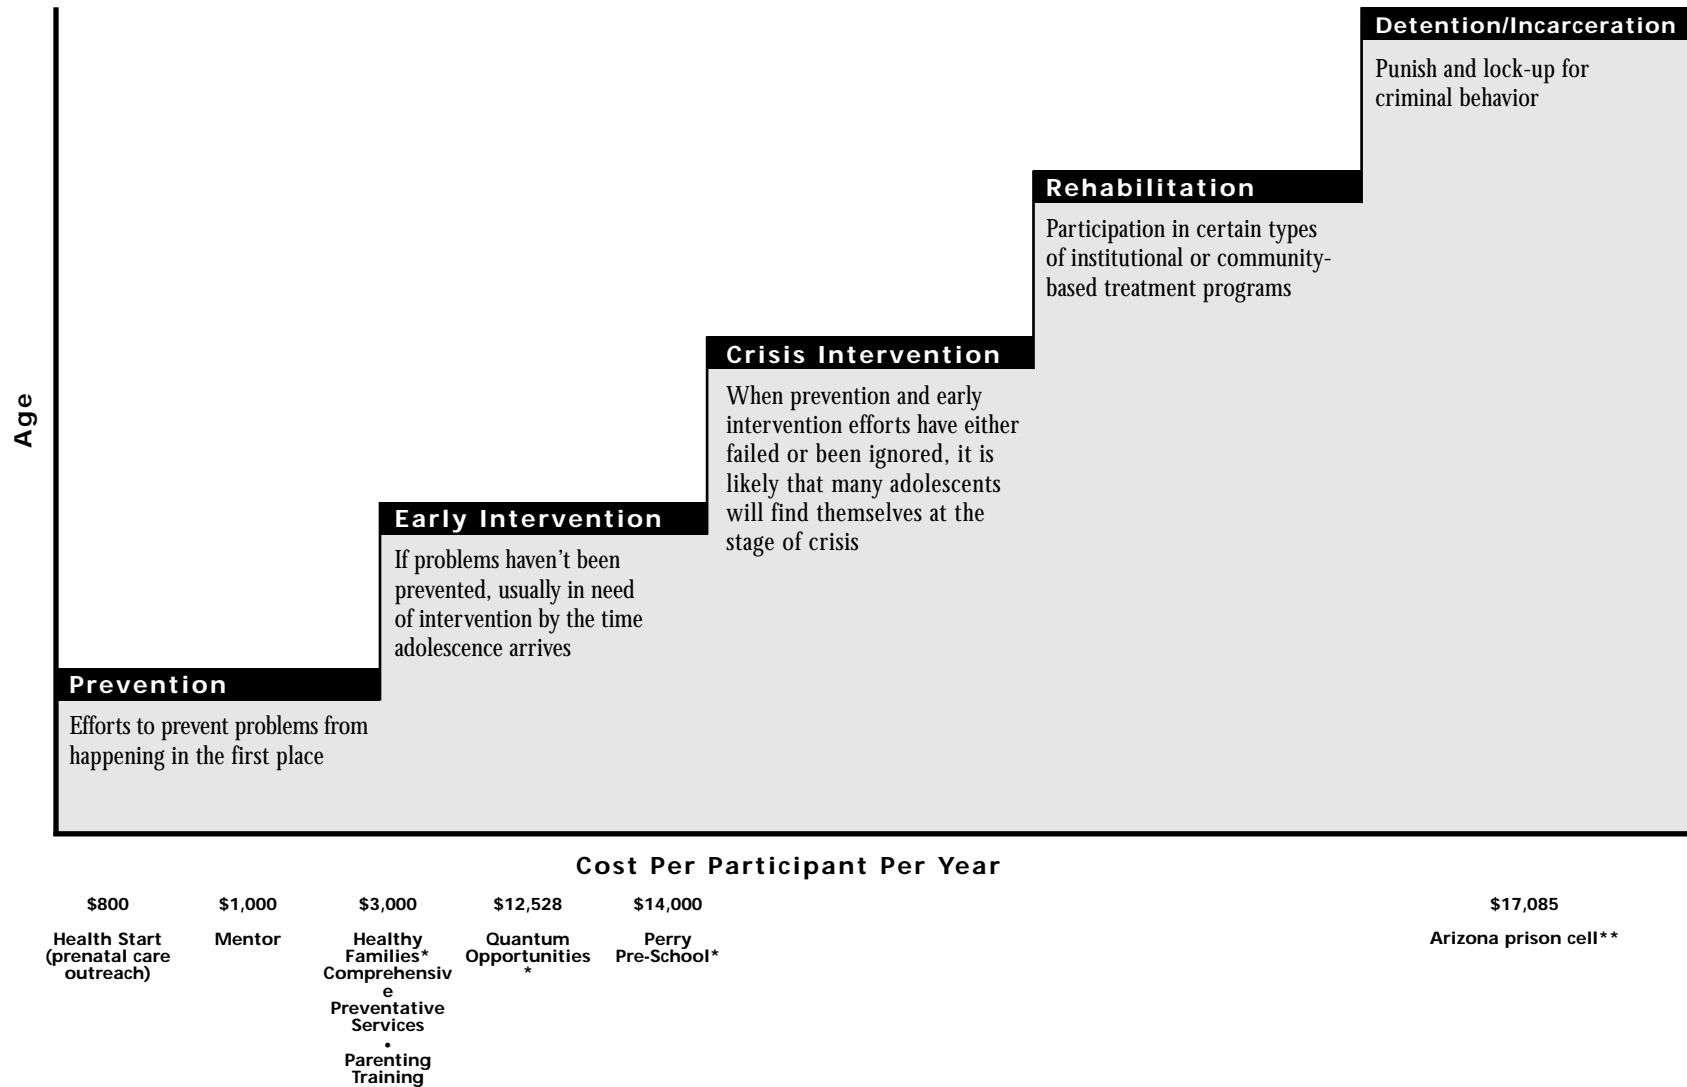 Detention/Incarceration
Punish and lock-up for
criminal behavior
Rehabilitation
Participation in certain types
of institutional or community-
based treatment programs
Crisis Intervention
When prevention and early
intervention efforts have either
failed or been ignored, it is
likely that many adolescents
will find themselves at the
stage of crisis
Age
Early Intervention
If problems haven't been
prevented, usually in need
of intervention by the time
adolescence arrives
Prevention
Efforts to prevent problems from
happening in the first place
Cost Per Participant Per Year
$800
Health Start
(prenatal care
outreach)
$1,000
Mentor
$3,000
Healthy
Families*
Comprehensiv
e
Preventative
Services
•
Parenting
Training
$12,528
Quantum
Opportunities
*
$14,000
Perry
Pre-School*
$17,085
Arizona prison cell**